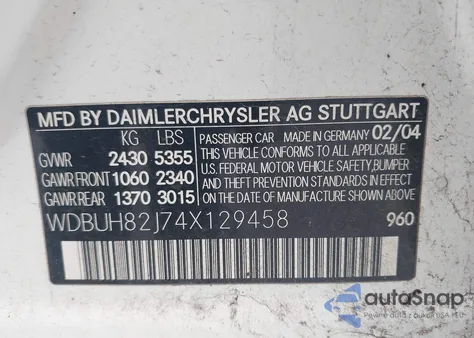 MFD BY DAIMLERCHRYSLER AG STUTTGART
KG LBS
GVWR 2430 5355
GAWR FRONT 1060 2340
GAWR REAR 1370 3015
PASSENGER CAR MADE IN GERMANY 02/04
THIS VEHICLE CONFORMS TO ALL APPLICABLE
U.S. FEDERAL MOTOR VEHICLE SAFETY, BUMPER
AND THEFT PREVENTION STANDARDS IN EFFECT
ON THE DATE OF MANUFACTURE SHOWN ABOVE
WDBUH82J74X129458 960
autoSnap